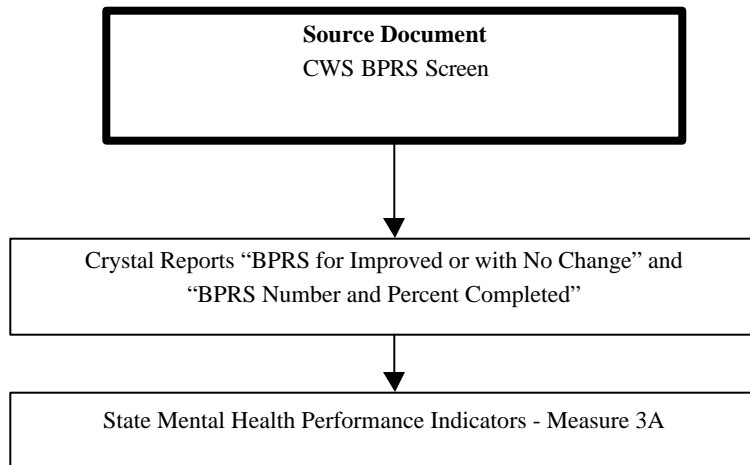 Source Document
CWS BPRS Screen
Crystal Reports “BPRS for Improved or with No Change” and
“BPRS Number and Percent Completed”
State Mental Health Performance Indicators - Measure 3A